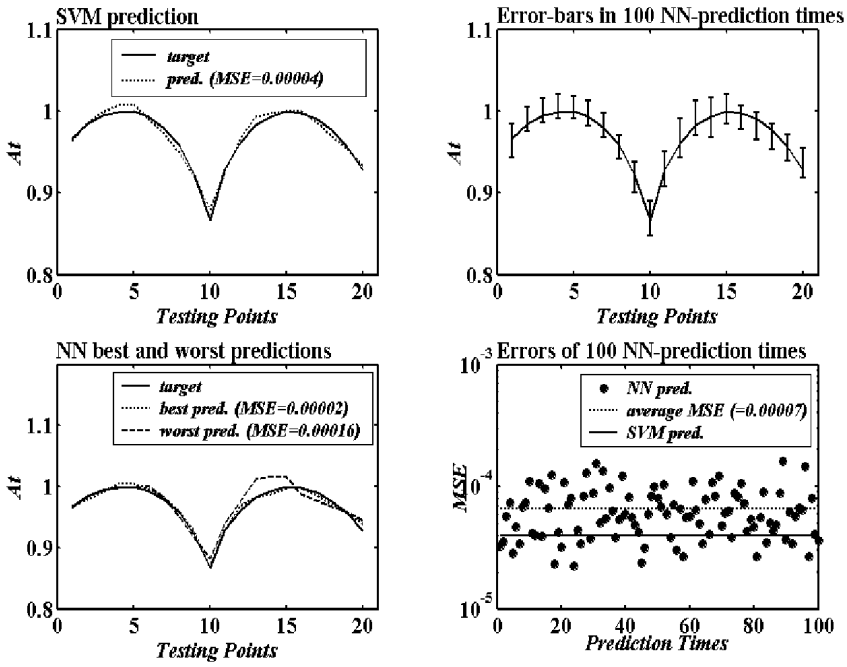 SVM prediction
1.1
1
0.9
0.8
At
target
pred. (MSE=0.00004)
0 5 10 15 20
Testing Points
Error-bars in 100 NN-prediction times
1.1
1
0.9
0.8
At
0 5 10 15 20
Testing Points
NN best and worst predictions
1.1
1
0.9
0.8
At
target
best pred. (MSE=0.00002)
worst pred. (MSE=0.00016)
0 5 10 15 20
Testing Points
Errors of 100 NN-prediction times
10^-3
10^-4
10^-5
MSE
NN pred.
average MSE (=0.00007)
SVM pred.
0 20 40 60 80 100
Prediction Times